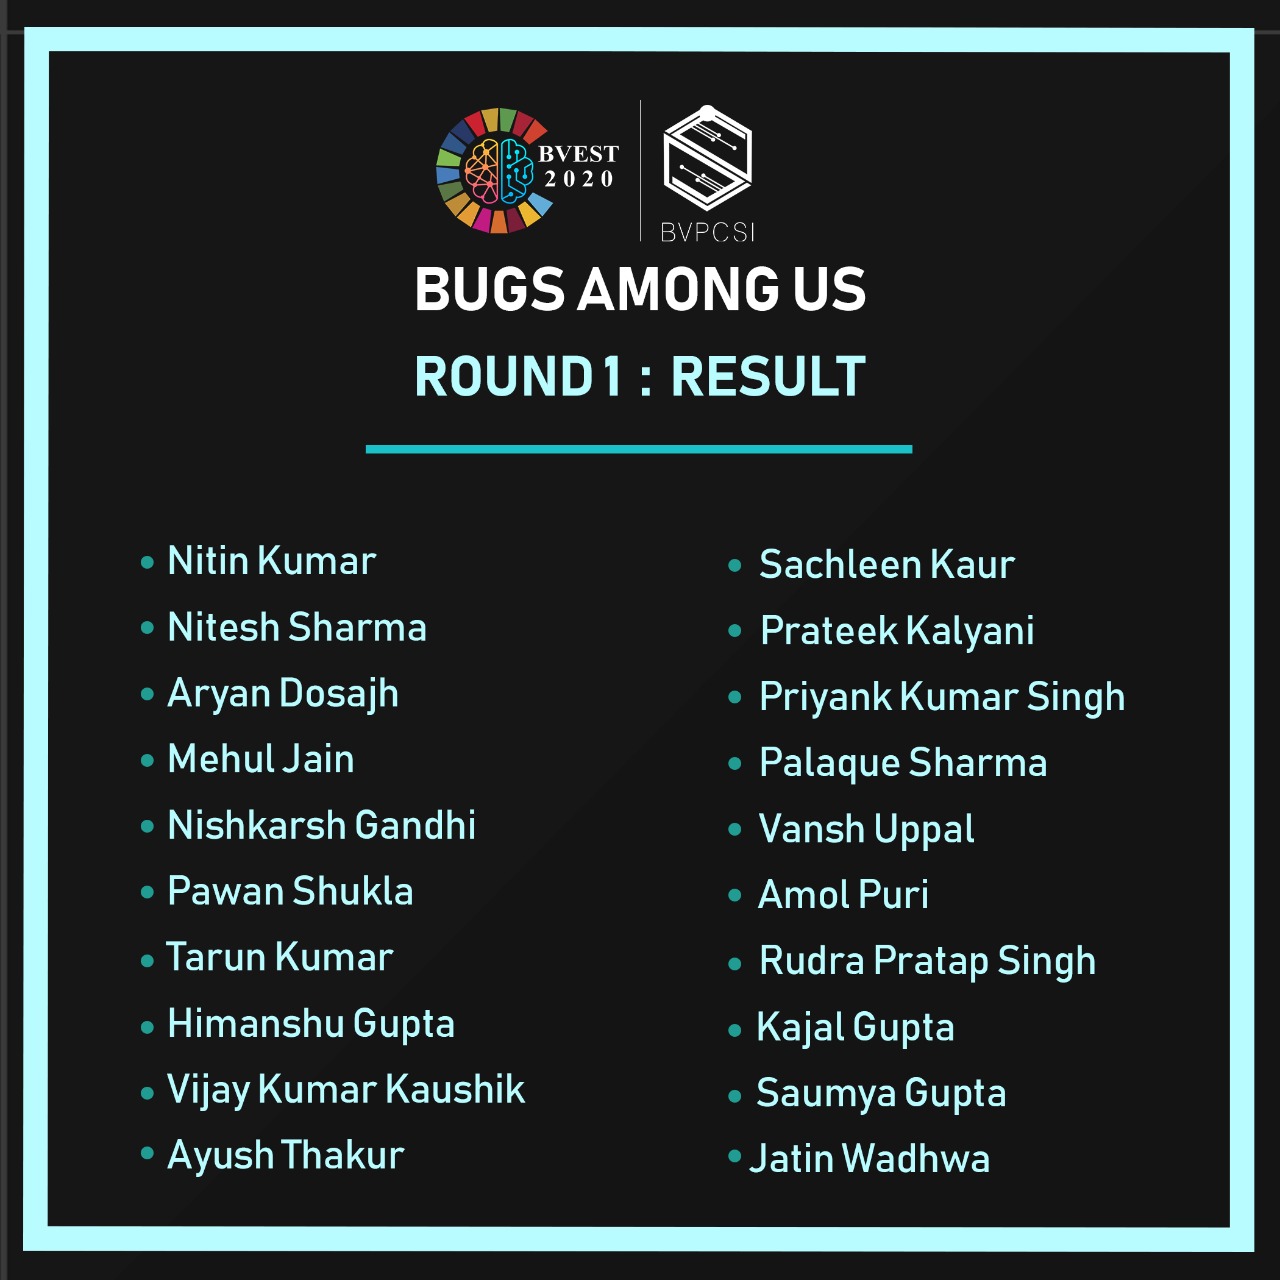 BVEST
2020
BVPCSI
BUGS AMONG US
ROUND 1 : RESULT
Nitin Kumar
Nitesh Sharma
Aryan Dosajh
Mehul Jain
Nishkarsh Gandhi
Pawan Shukla
Tarun Kumar
Himanshu Gupta
Vijay Kumar Kaushik
Ayush Thakur
Sachleen Kaur
Prateek Kalyani
Priyank Kumar Singh
Palaque Sharma
Vansh Uppal
Amol Puri
Rudra Pratap Singh
Kajal Gupta
Saumya Gupta
Jatin Wadhwa